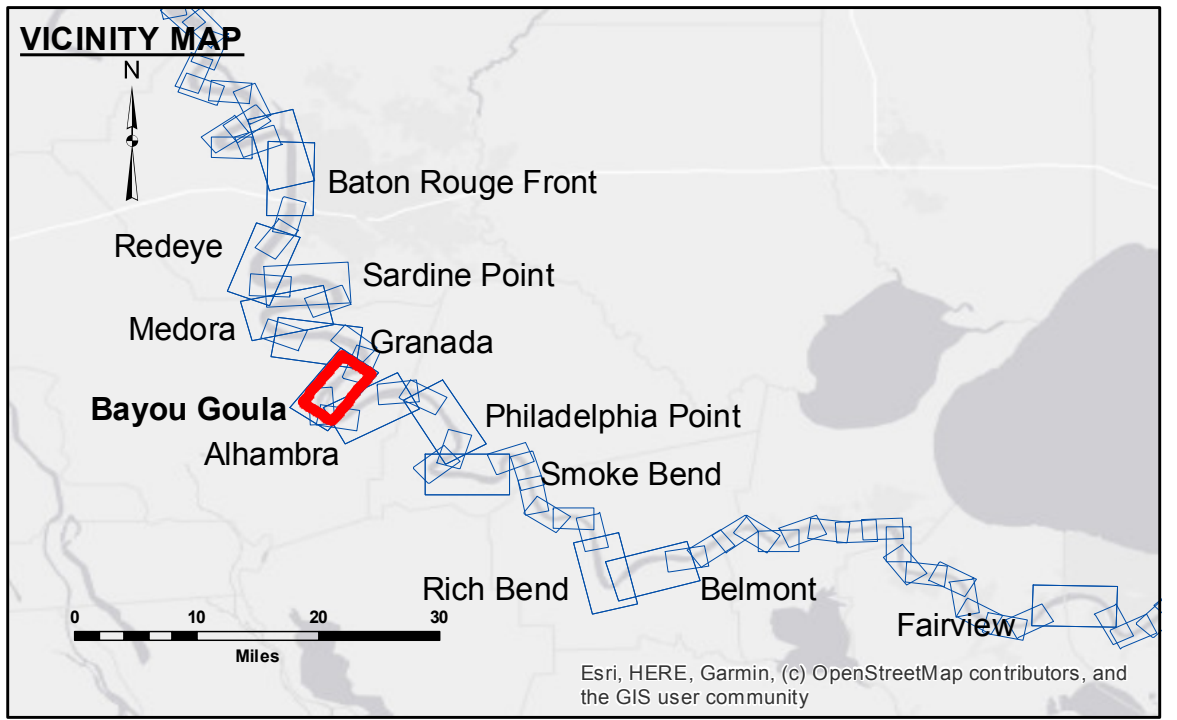 VICINITY MAP
N
Baton Rouge Front
Redeye
Sardine Point
Medora
Granada
Bayou Goula
Philadelphia Point
Alhambra
Smoke Bend
Rich Bend
Belmont
Fairview
0 10 20 30
Miles
Esri, HERE, Garmin, (c) OpenStreetMap contributors, and
the GIS user community